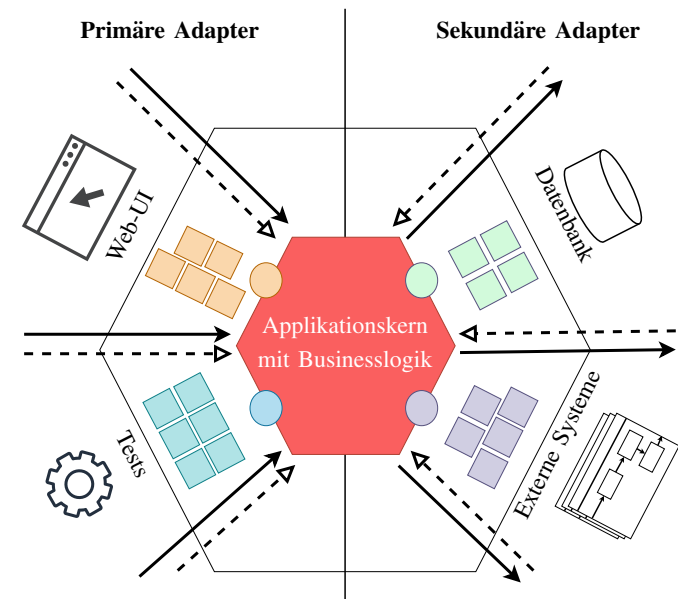 Primäre Adapter
Sekundäre Adapter
Web-UI
Datenbank
Applikationskern
mit Businesslogik
Tests
Externe Systeme